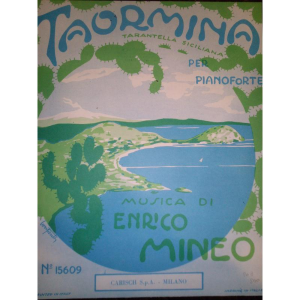 TAORMINA
TARANTELLA SICILIANA
PER
PIANOFORTE
MUSICA DI
ENRICO
MINEO
Nº 15609
CARISCH S.p.A. - MILANO